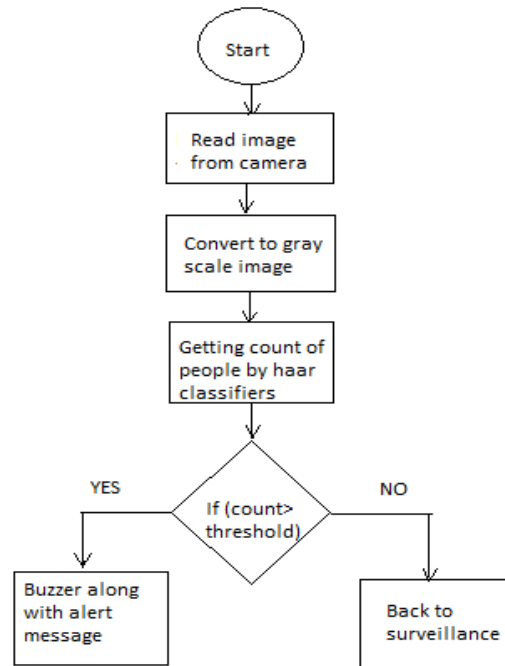 Start
Read image
from camera
Convert to gray
scale image
Getting count of
people by haar
classifiers
YES
NO
If (count>
threshold)
Buzzer along
with alert
message
Back to
surveillance